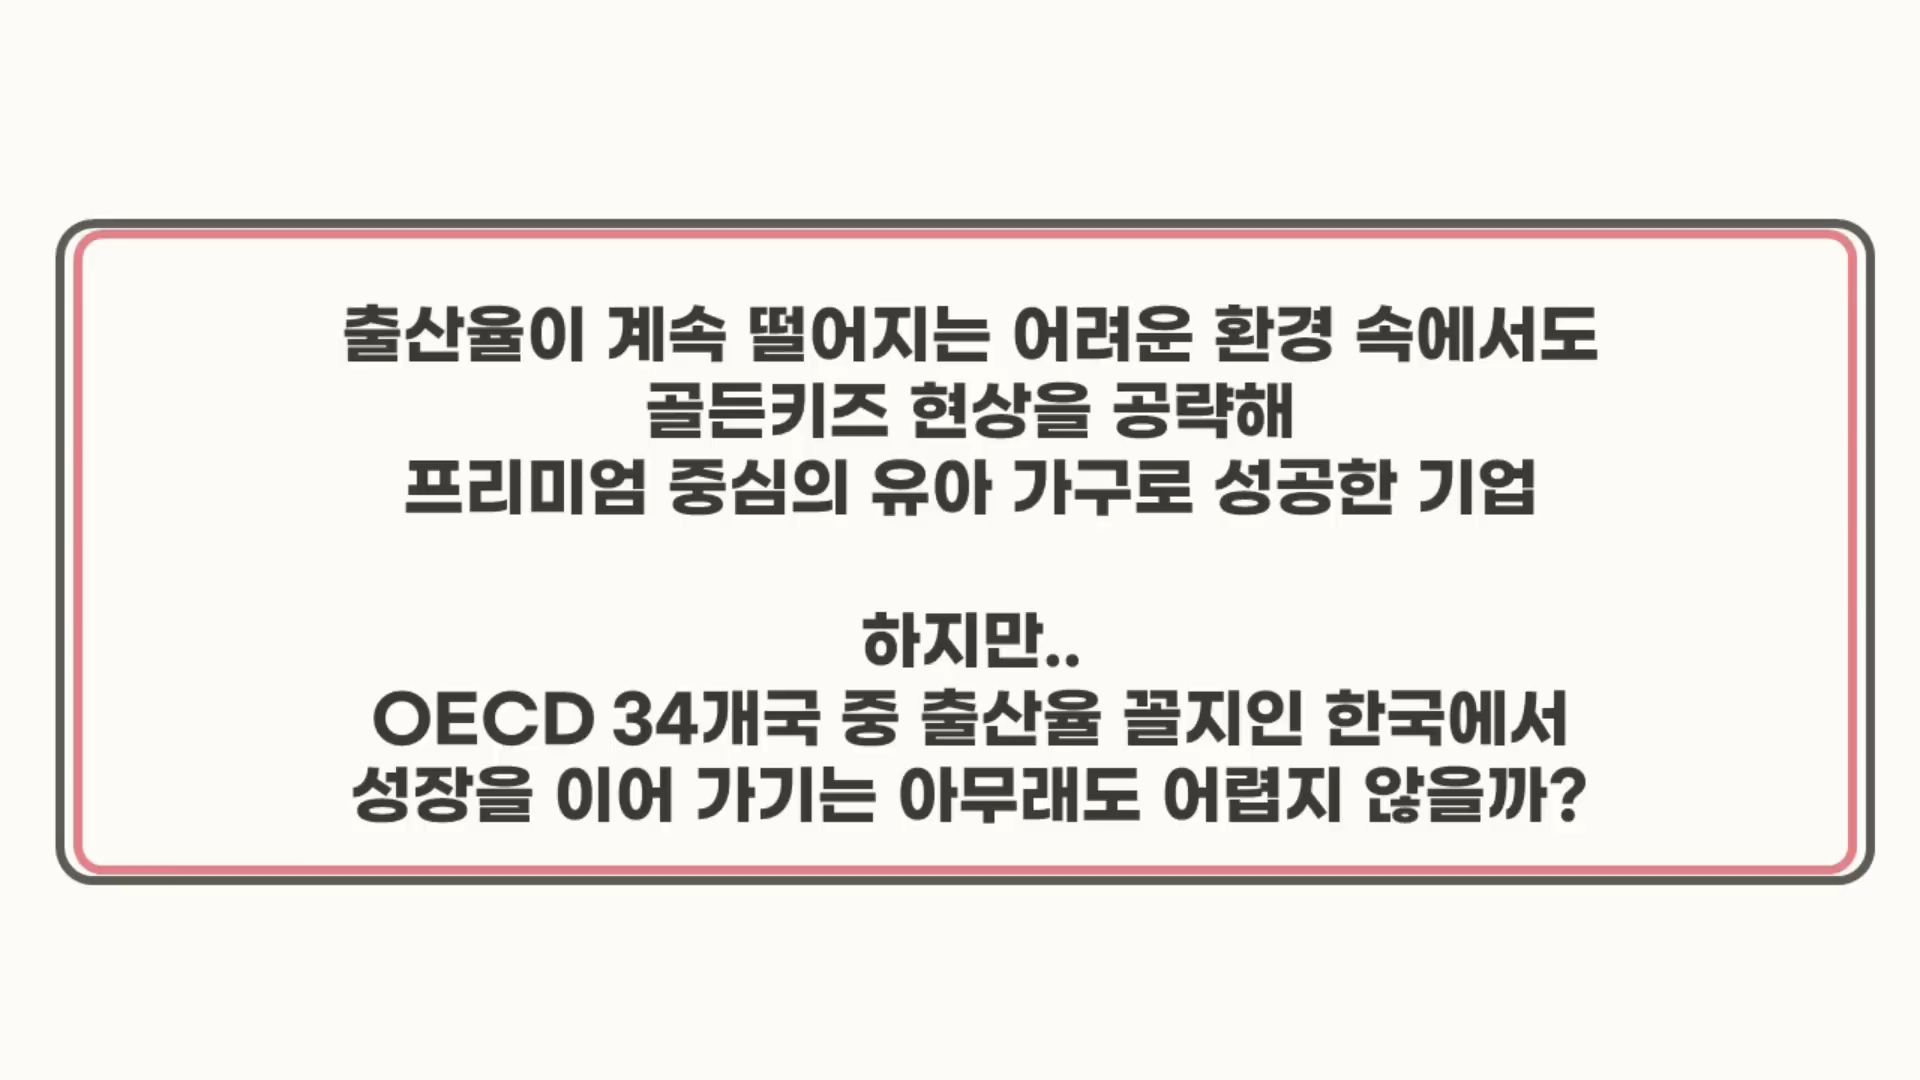 출산율이 계속 떨어지는 어려운 환경 속에서도
골든키즈 현상을 공략해
프리미엄 중심의 유아 가구로 성공한 기업
하지만..
OECD 34개국 중 출산율 꼴지인 한국에서
성장을 이어 가기는 아무래도 어렵지 않을까?